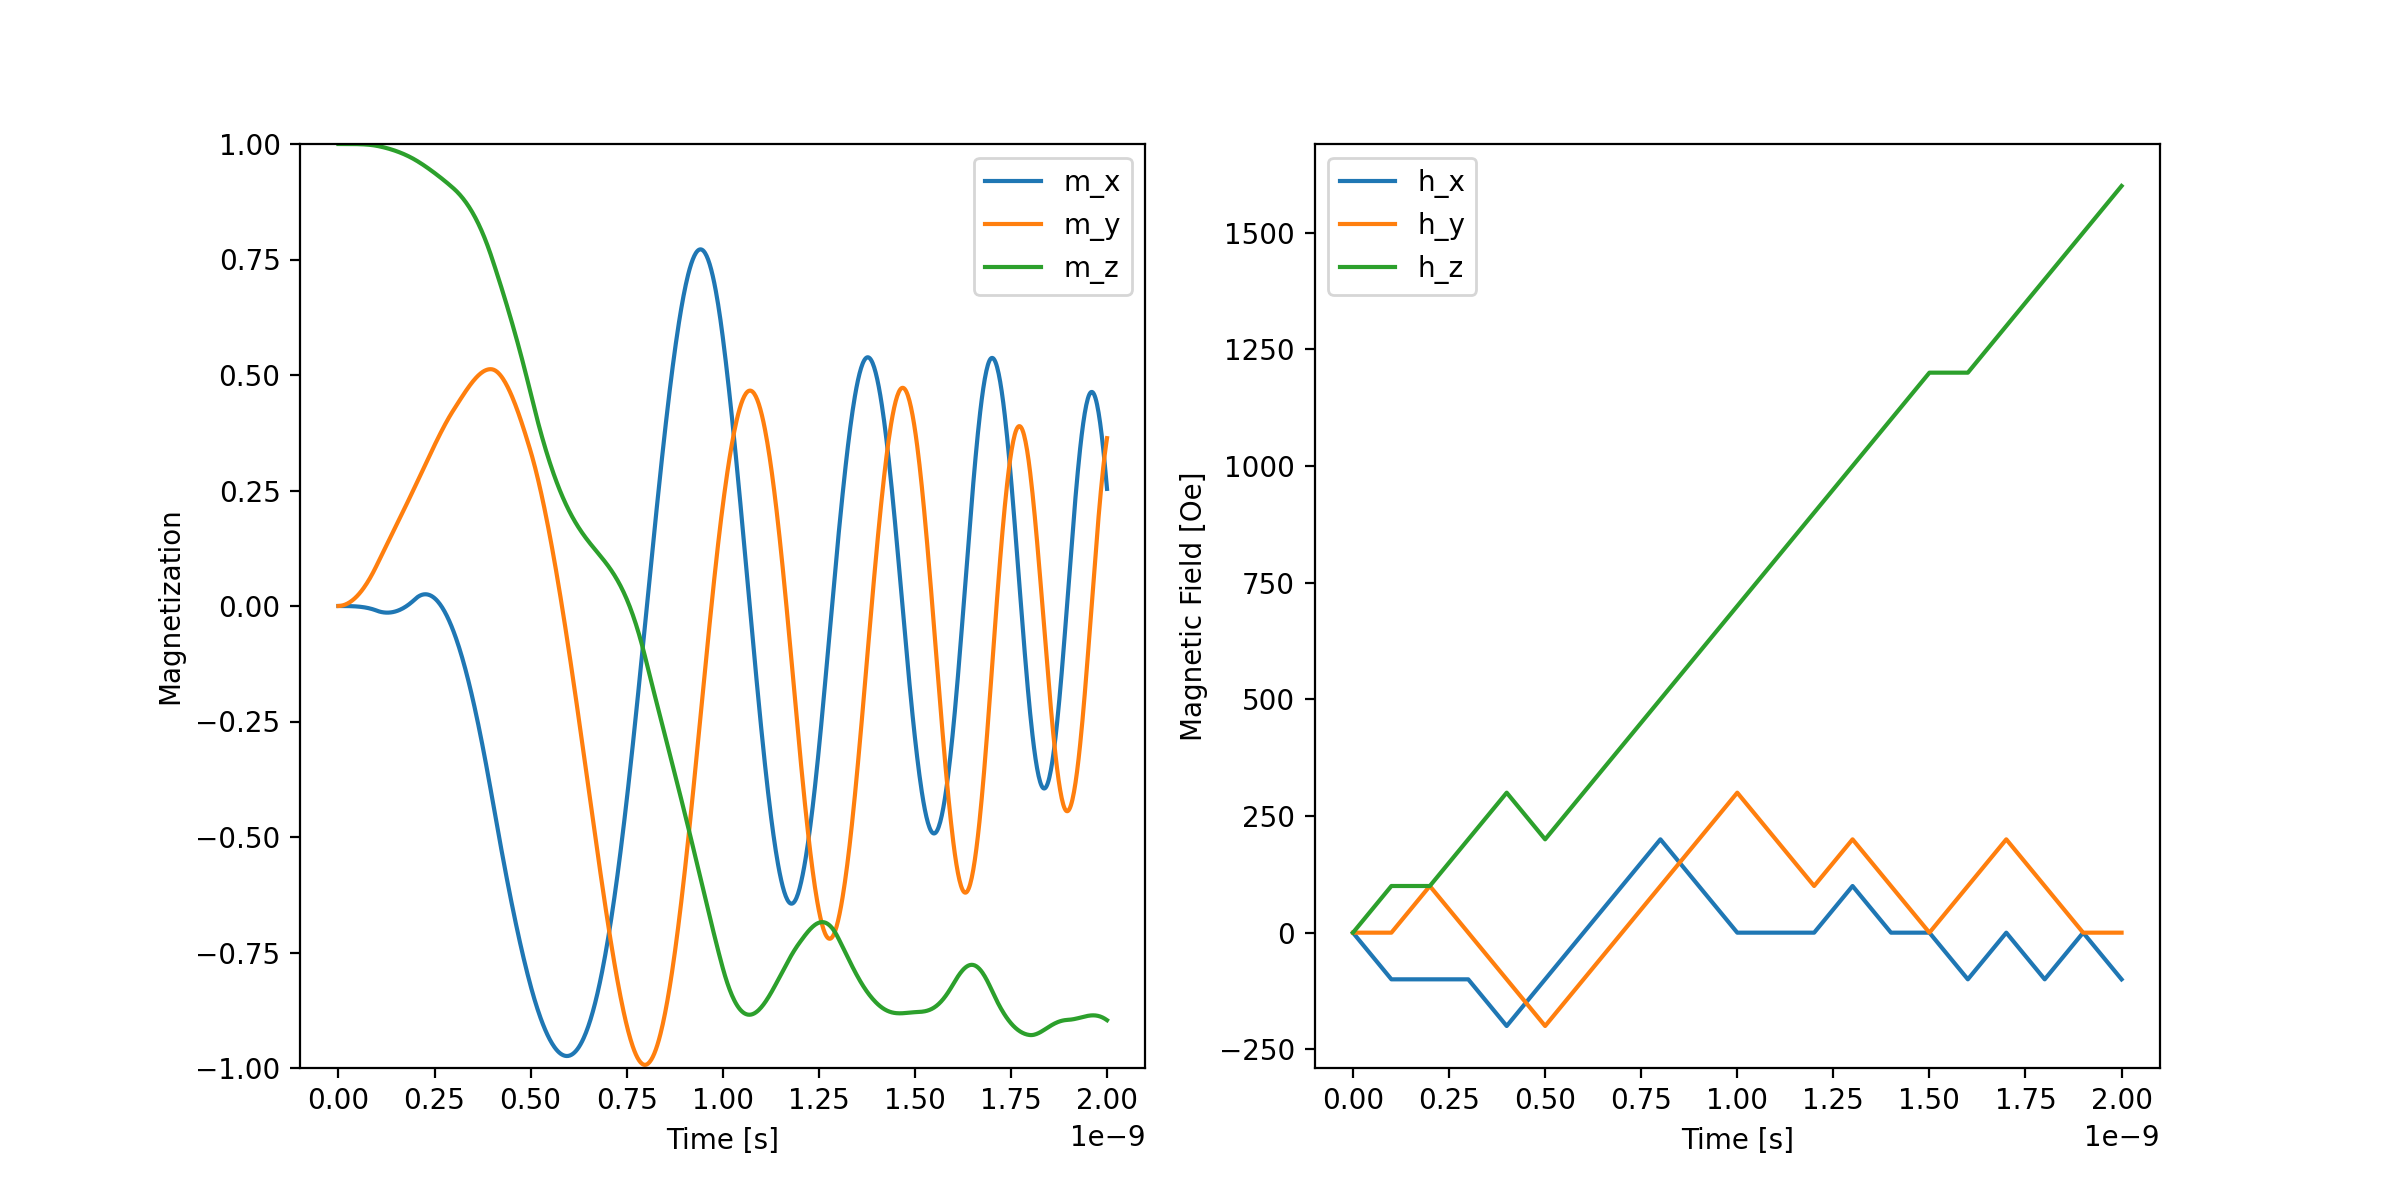 Magnetization
1.00
0.75
0.50
0.25
0.00
−0.25
−0.50
−0.75
−1.00
m_x
m_y
m_z
0.00 0.25 0.50 0.75 1.00 1.25 1.50 1.75 2.00
Time [s]
1e−9
Magnetic Field [Oe]
1500
1250
1000
750
500
250
0
−250
h_x
h_y
h_z
0.00 0.25 0.50 0.75 1.00 1.25 1.50 1.75 2.00
Time [s]
1e−9